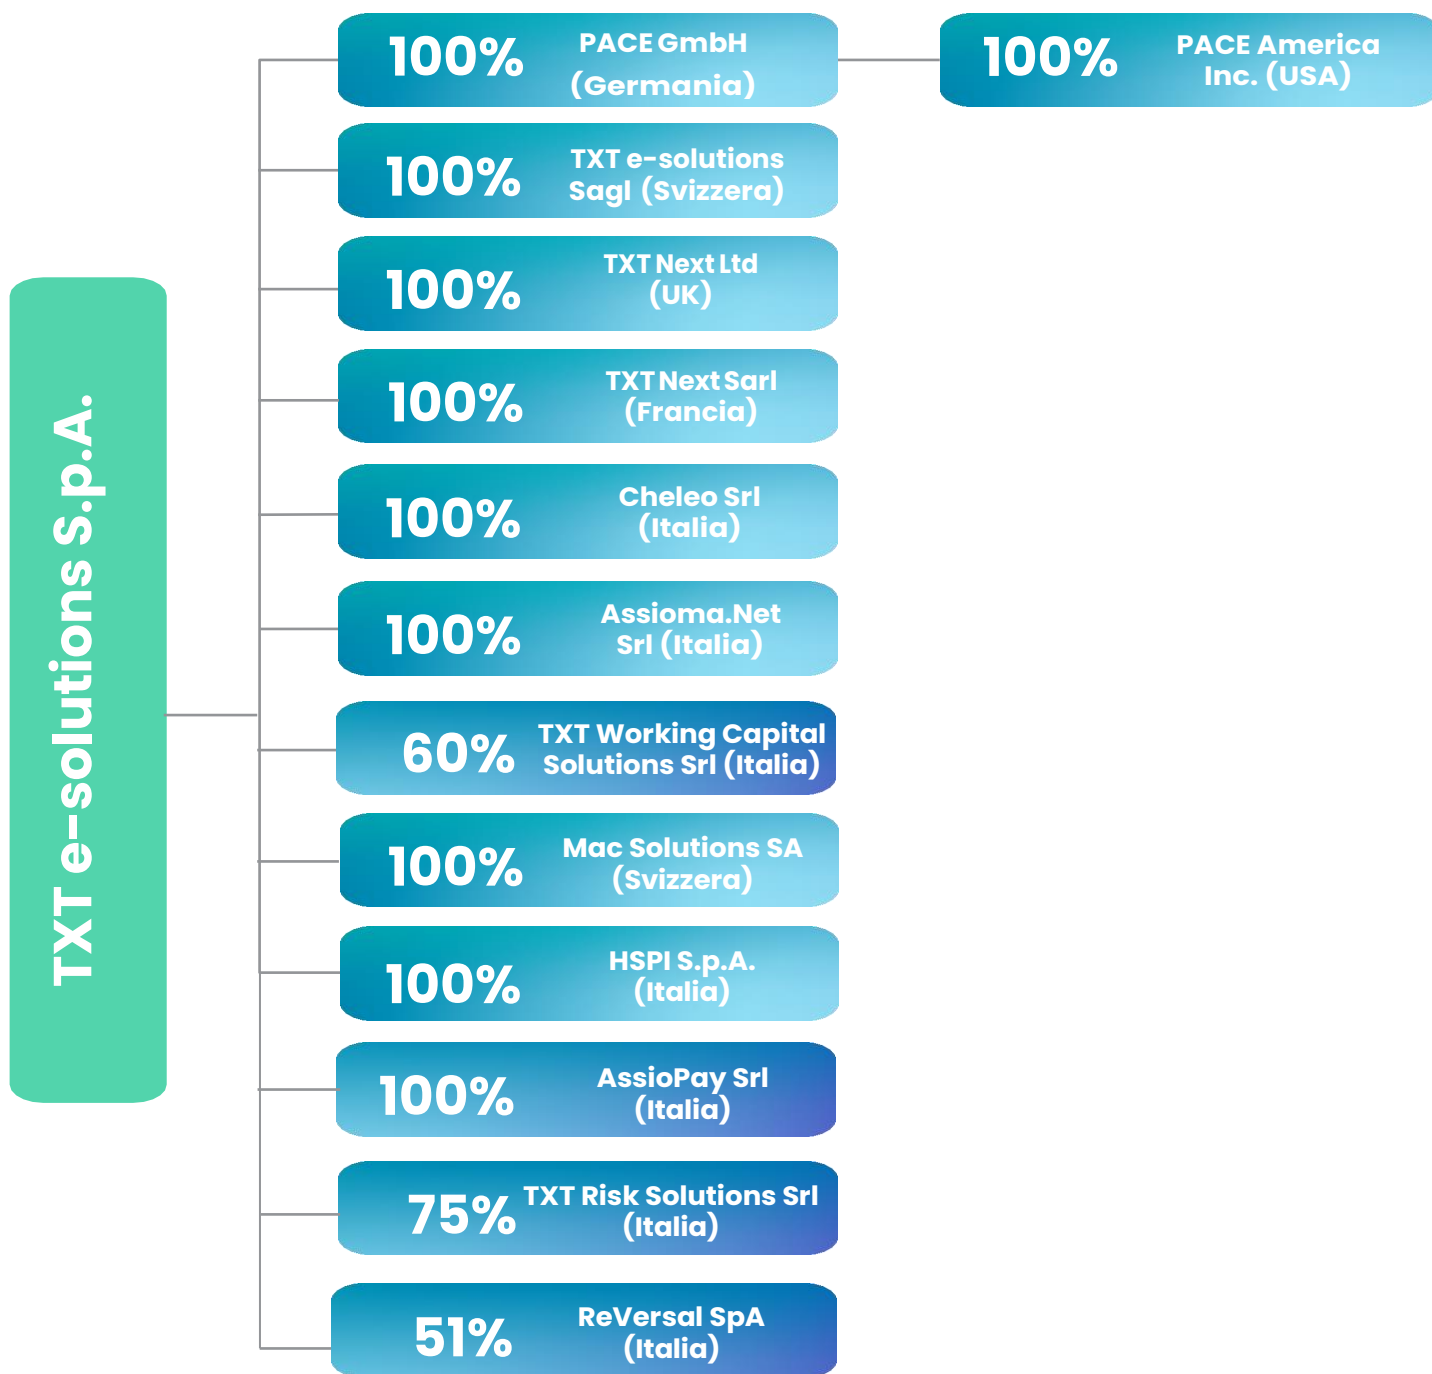 TXT e-solutions S.p.A.
100%
PACE GmbH
(Germania)
100%
PACE America
Inc. (USA)
100%
TXT e-solutions
Sagl (Svizzera)
100%
TXT Next Ltd
(UK)
100%
TXT Next Sarl
(Francia)
100%
Cheleo Srl
(Italia)
100%
Assioma.Net
Srl (Italia)
60%
TXT Working Capital
Solutions Srl (Italia)
100%
Mac Solutions SA
(Svizzera)
100%
HSPI S.p.A.
(Italia)
100%
AssioPay Srl
(Italia)
75%
TXT Risk Solutions Srl
(Italia)
51%
ReVersal SpA
(Italia)